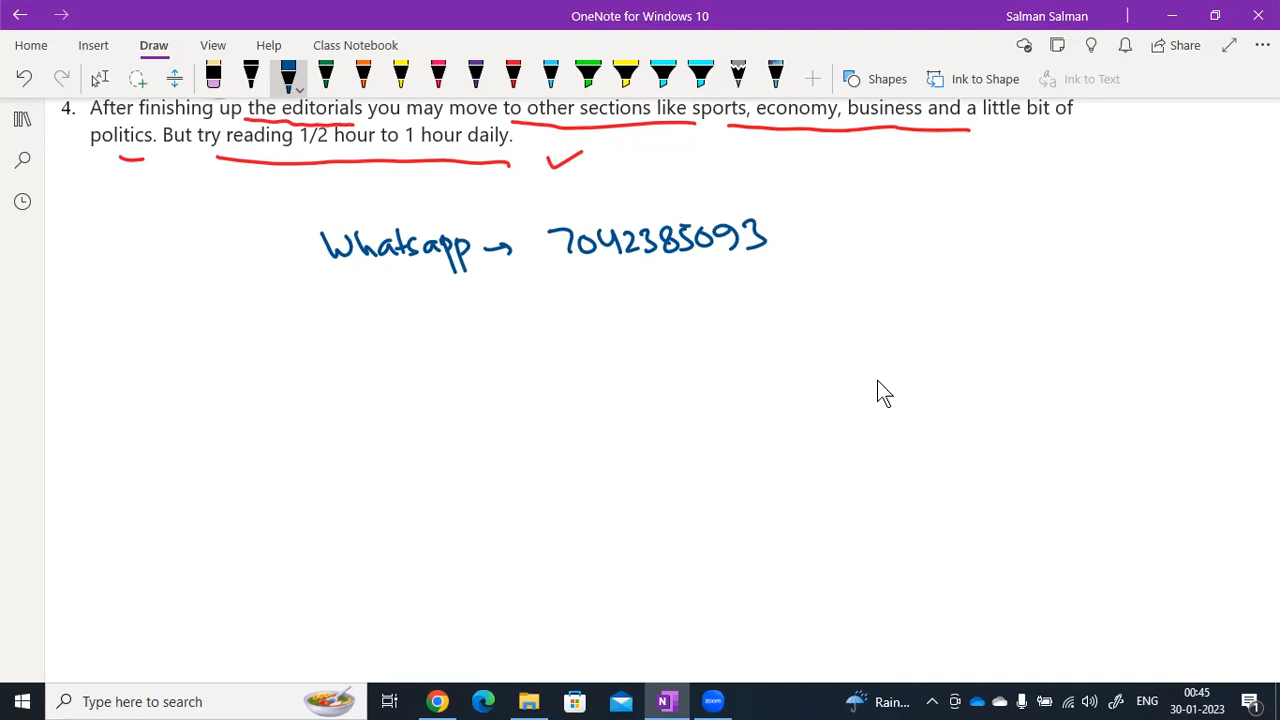 OneNote for Windows 10
Salman Salman
Home Insert Draw View Help Class Notebook
Share
Shapes Ink to Shape Ink to Text
4. After finishing up the editorials you may move to other sections like sports, economy, business and a little bit of
politics. But try reading 1/2 hour to 1 hour daily.
Whatsapp → 7042385093
Type here to search
zoom
Rain...
ENG
00:45
30-01-2023
1